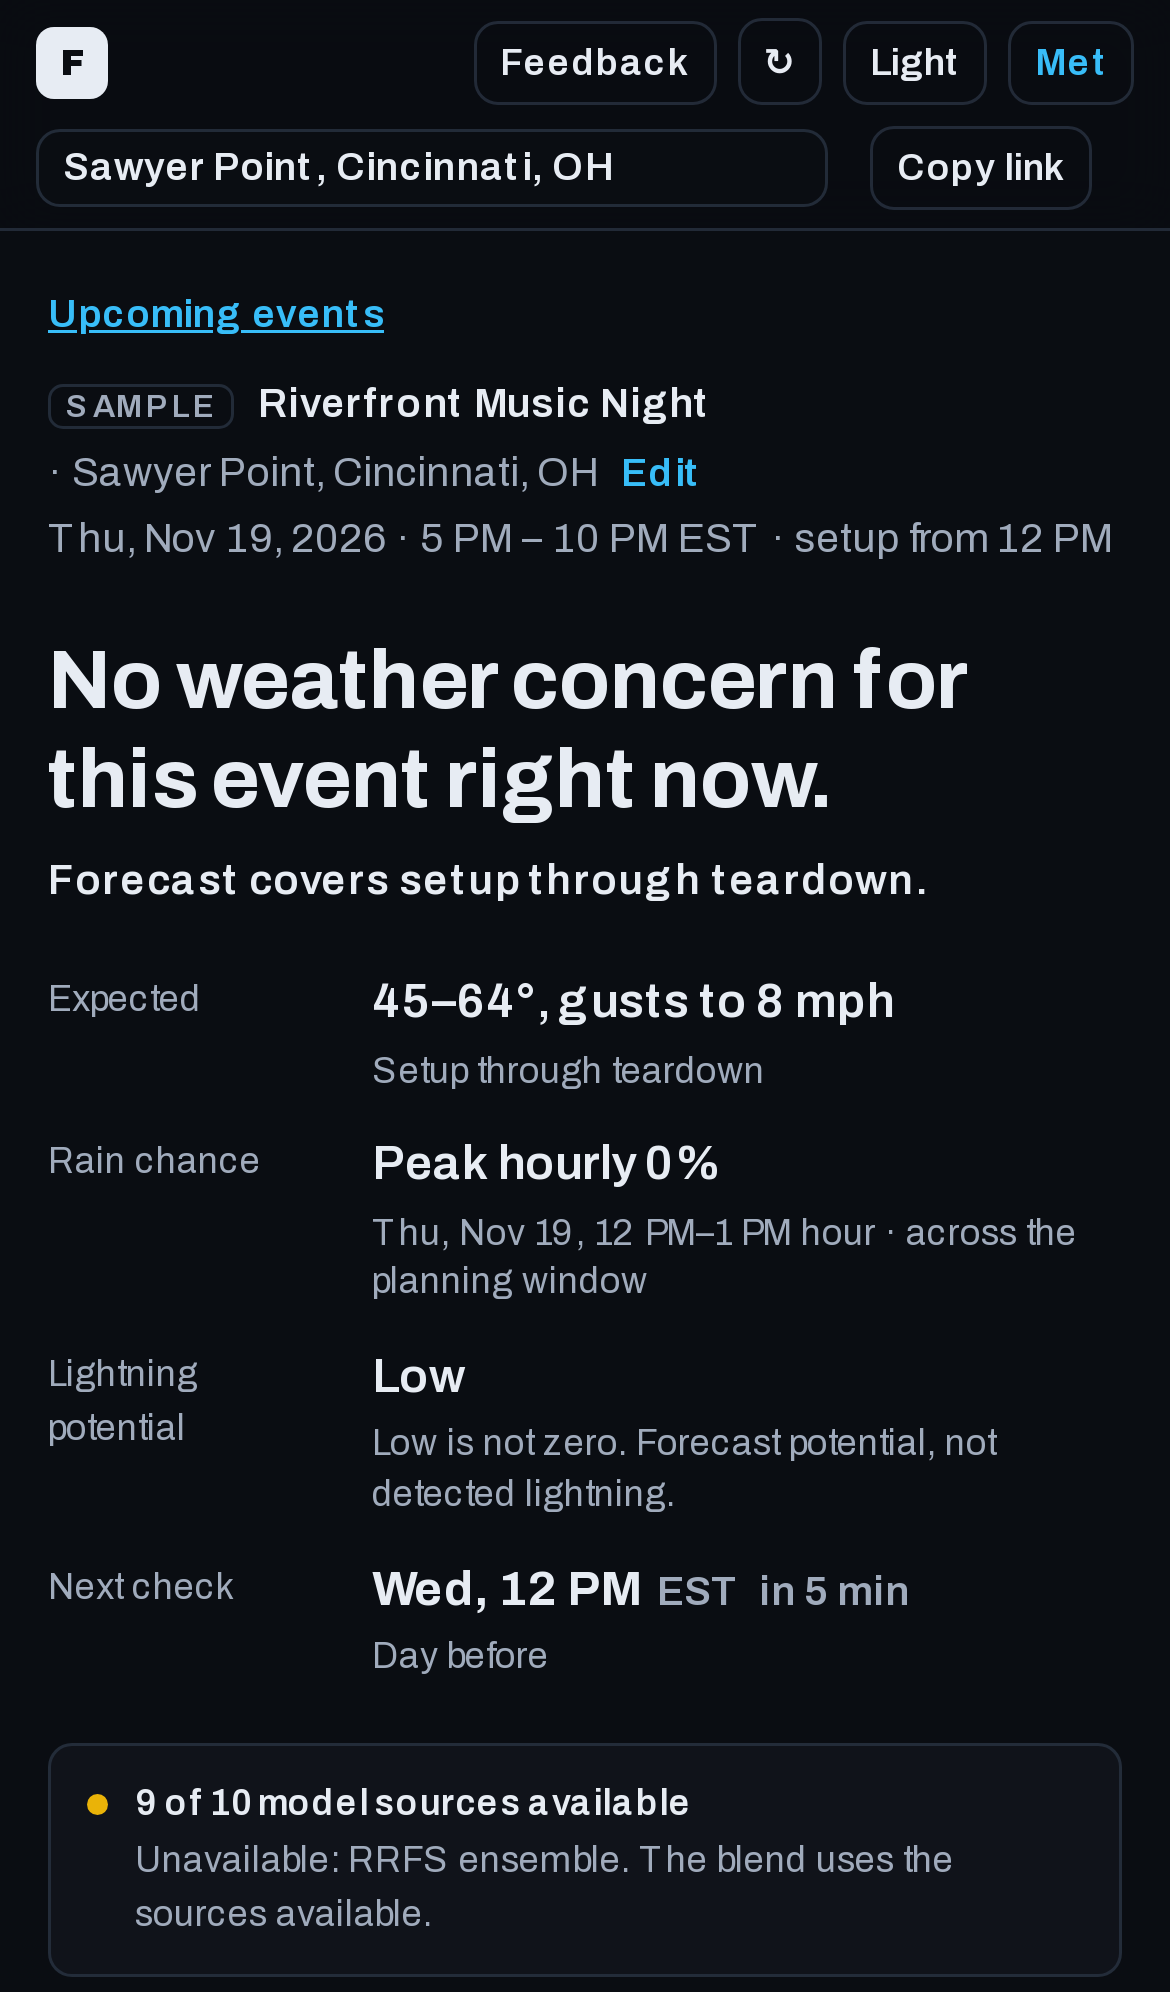 F
Feedback ↻ Light Met
Sawyer Point, Cincinnati, OH Copy link
Upcoming events
SAMPLE Riverfront Music Night
· Sawyer Point, Cincinnati, OH Edit
Thu, Nov 19, 2026 · 5 PM – 10 PM EST · setup from 12 PM
No weather concern for
this event right now.
Forecast covers setup through teardown.
Expected 45–64°, gusts to 8 mph
Setup through teardown
Rain chance Peak hourly 0%
Thu, Nov 19, 12 PM–1 PM hour · across the
planning window
Lightning
potential
Low
Low is not zero. Forecast potential, not
detected lightning.
Next check Wed, 12 PM EST in 5 min
Day before
9 of 10 model sources available
Unavailable: RRFS ensemble. The blend uses the
sources available.